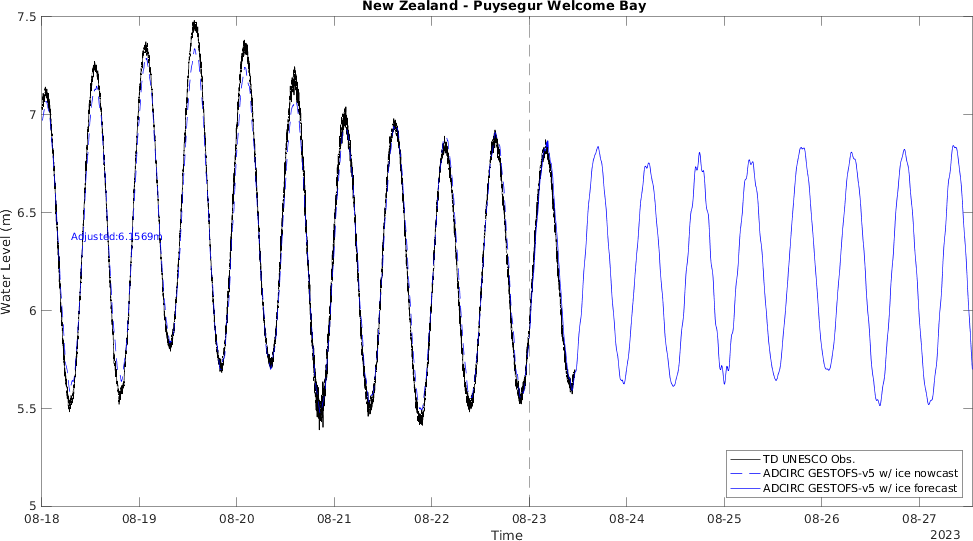 New Zealand - Puysegur Welcome Bay
7.5
7
6.5
6
5.5
5
Water Level (m)
Adjusted:6.1569m
TD UNESCO Obs.
ADCIRC GESTOFS-v5 w/ ice nowcast
ADCIRC GESTOFS-v5 w/ ice forecast
08-18 08-19 08-20 08-21 08-22 08-23 08-24 08-25 08-26 08-27
Time
2023